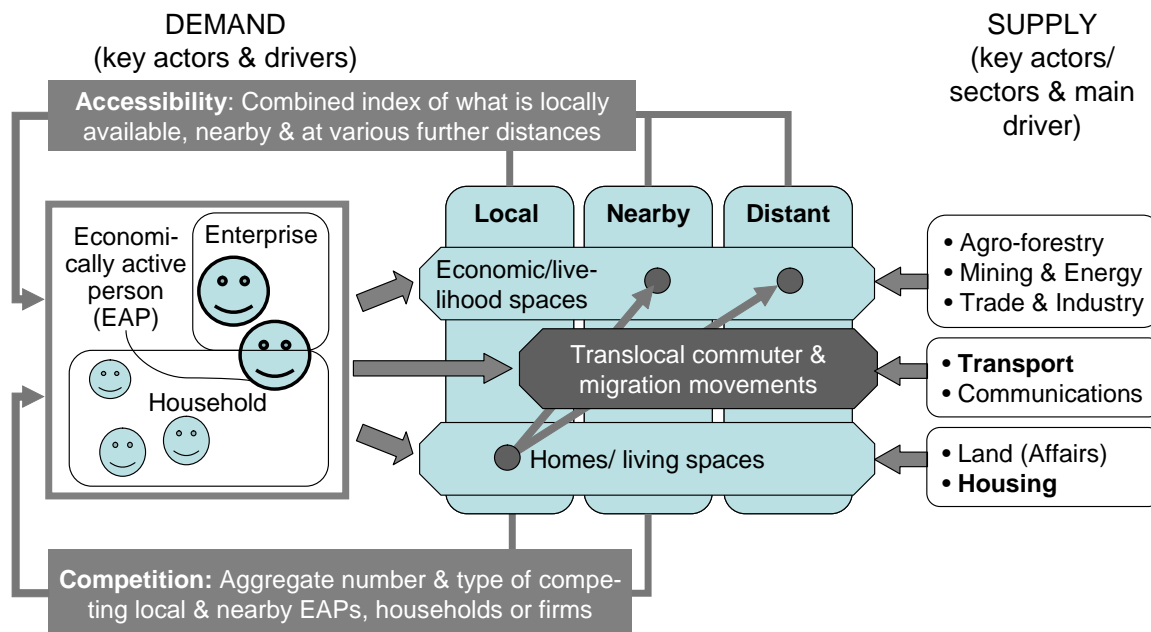 DEMAND
(key actors & drivers)
SUPPLY
(key actors/
sectors & main
driver)
Accessibility: Combined index of what is locally
available, nearby & at various further distances
Local
Nearby
Distant
Economi-
cally active
person
(EAP)
Enterprise
Household
Economic/live-
lihood spaces
Translocal commuter &
migration movements
Homes/ living spaces
• Agro-forestry
• Mining & Energy
• Trade & Industry
• Transport
• Communications
• Land (Affairs)
• Housing
Competition: Aggregate number & type of compe-
ting local & nearby EAPs, households or firms